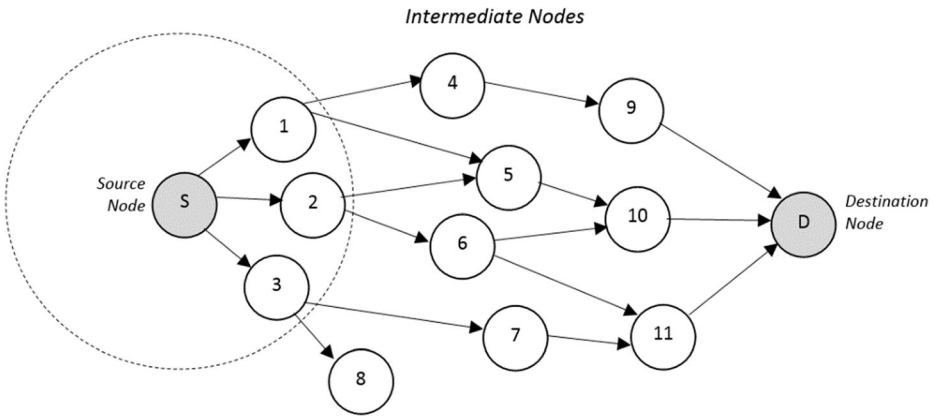 Intermediate Nodes
4
9
1
5
Source
Node
S
2
10
D
Destination
Node
6
3
7
11
8